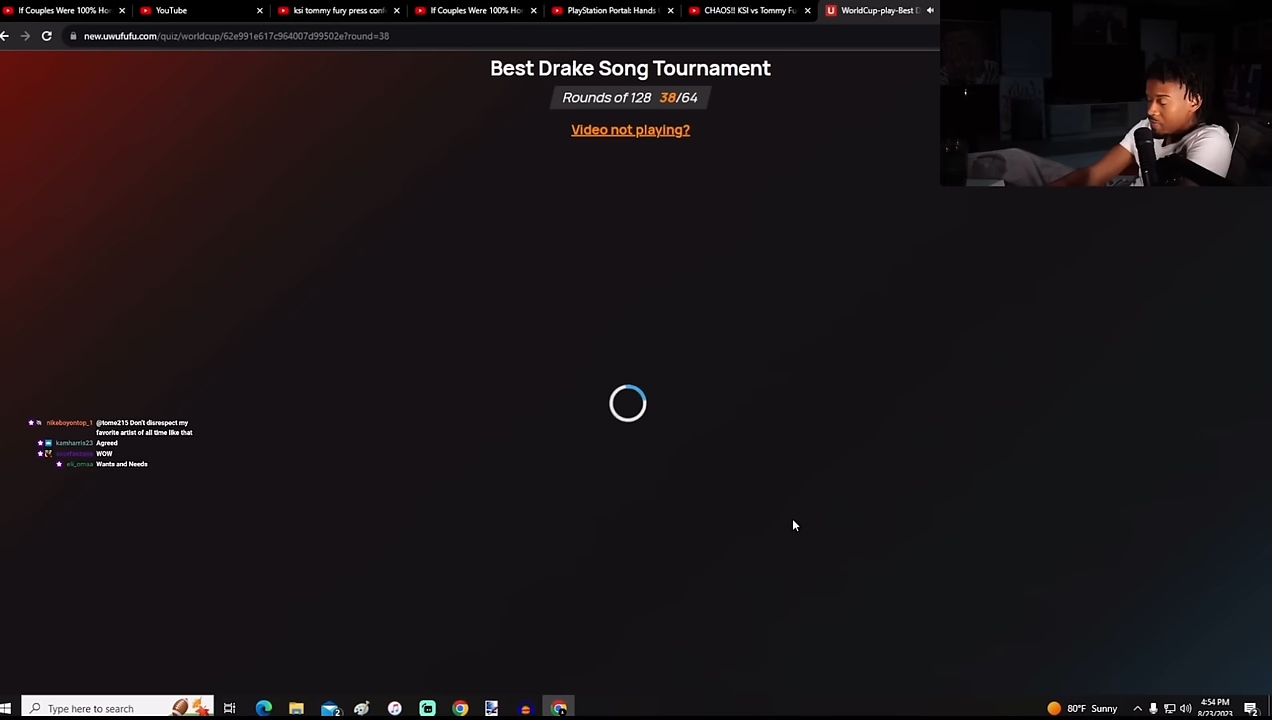 If Couples Were 100% Ho
YouTube
ksi tommy fury press conf
If Couples Were 100% Ho
PlayStation Portal: Hands
CHAOS!! KSI vs Tommy Fu
WorldCup-play-Best D
new.uwufufu.com/quiz/worldcup/62e991e617c964007d99502e?round=38
Best Drake Song Tournament
Rounds of 128 38/64
Video not playing?
nikeboyontop_1 @tome215 Don't disrespect my
favorite artist of all time like that
kamharris23 Agreed
WOW
eli_omaa Wants and Needs
Type here to search
80°F Sunny
4:54 PM
8/23/2023